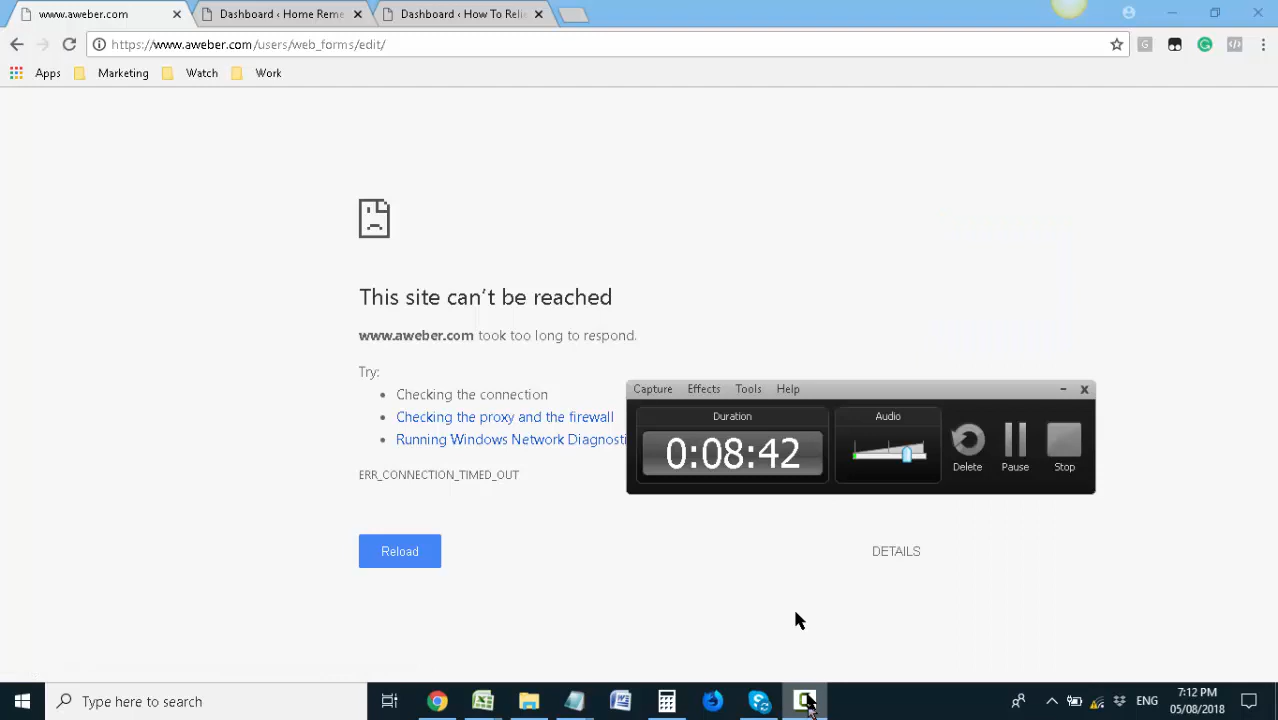 www.aweber.com
Dashboard ‹ Home Reme
Dashboard ‹ How To Reli
https://www.aweber.com/users/web_forms/edit/
Apps
Marketing
Watch
Work
This site can't be reached
www.aweber.com took too long to respond.
Try:
Checking the connection
Checking the proxy and the firewall
Running Windows Network Diagnosti
ERR_CONNECTION_TIMED_OUT
Reload
DETAILS
Capture
Effects
Tools
Help
Duration
Audio
0:08:42
Delete
Pause
Stop
Type here to search
ENG
7:12 PM
05/08/2018